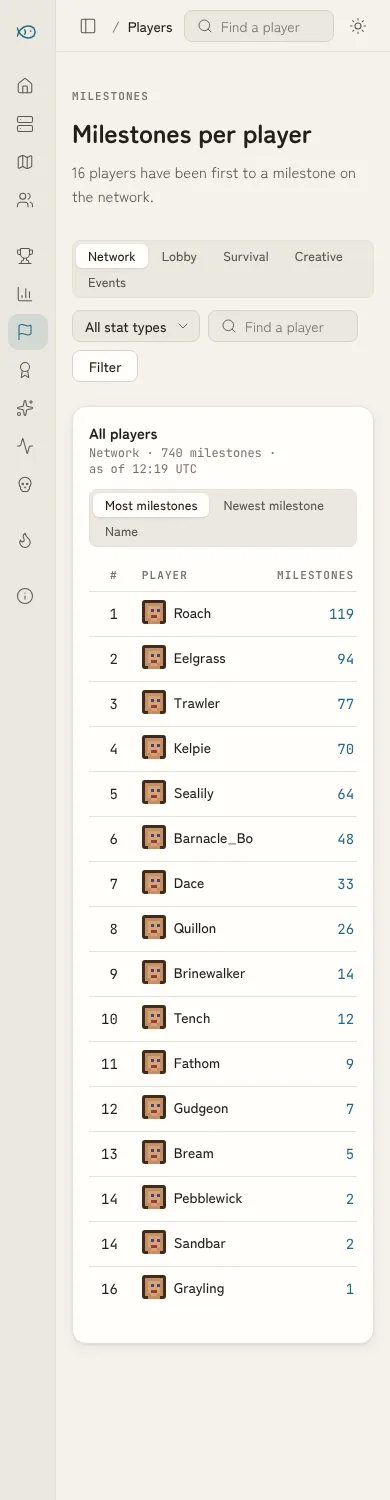 / Players
Find a player
MILESTONES
Milestones per player
16 players have been first to a milestone on
the network.
Network Lobby Survival Creative
Events
All stat types
Find a player
Filter
All players
Network · 740 milestones ·
as of 12:19 UTC
Most milestones Newest milestone
Name
# PLAYER MILESTONES
1 Roach 119
2 Eelgrass 94
3 Trawler 77
4 Kelpie 70
5 Sealily 64
6 Barnacle_Bo 48
7 Dace 33
8 Quillon 26
9 Brinewalker 14
10 Tench 12
11 Fathom 9
12 Gudgeon 7
13 Bream 5
14 Pebblewick 2
14 Sandbar 2
16 Grayling 1